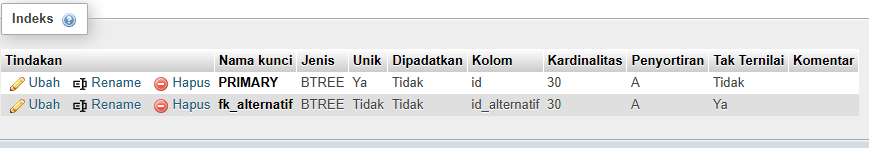 Indeks
Tindakan Nama kunci Jenis Unik Dipadatkan Kolom Kardinalitas Penyortiran Tak Ternilai Komentar
Ubah Rename Hapus PRIMARY BTREE Ya Tidak id 30 A Tidak
Ubah Rename Hapus fk_alternatif BTREE Tidak Tidak id_alternatif 30 A Ya